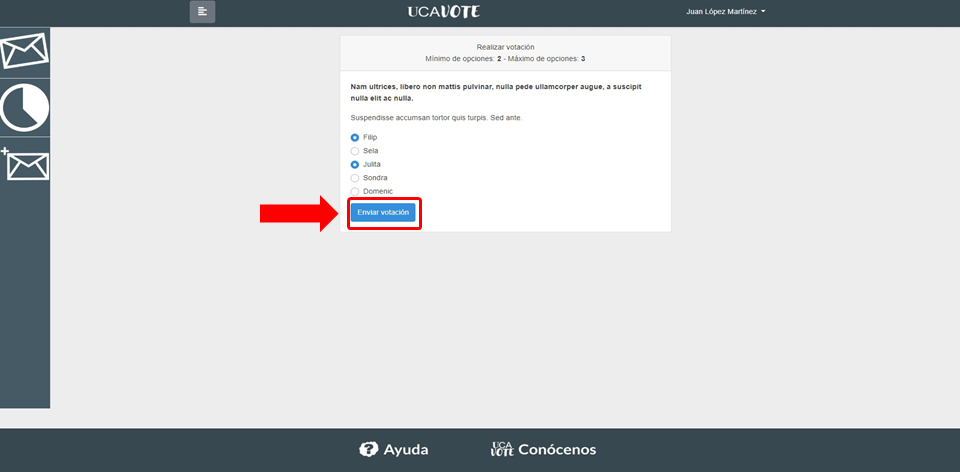 UCAVOTE
Juan López Martínez
Realizar votación
Mínimo de opciones: 2 - Máximo de opciones: 3
Nam ultrices, libero non mattis pulvinar, nulla pede ullamcorper augue, a suscipit
nulla elit ac nulla.
Suspendisse accumsan tortor quis turpis. Sed ante.
Filip
Sela
Julita
Sondra
Domenic
Enviar votación
Ayuda
UCA VOTE Conócenos